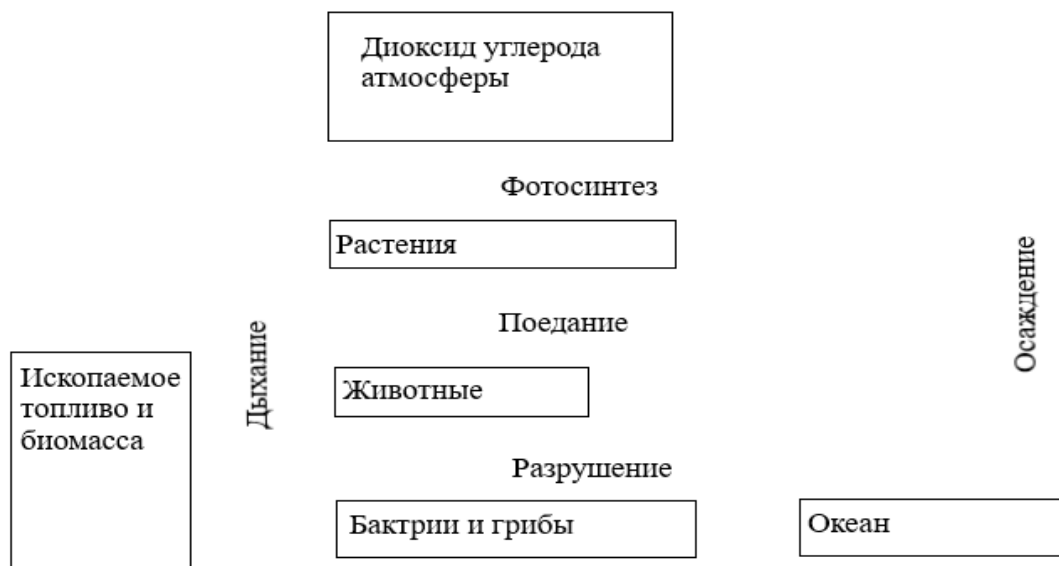 Диоксид углерода
атмосферы
Фотосинтез
Растения
Осаждение
Поедание
Дыхание
Ископаемое
топливо и
биомасса
Животные
Разрушение
Бактрии и грибы
Океан